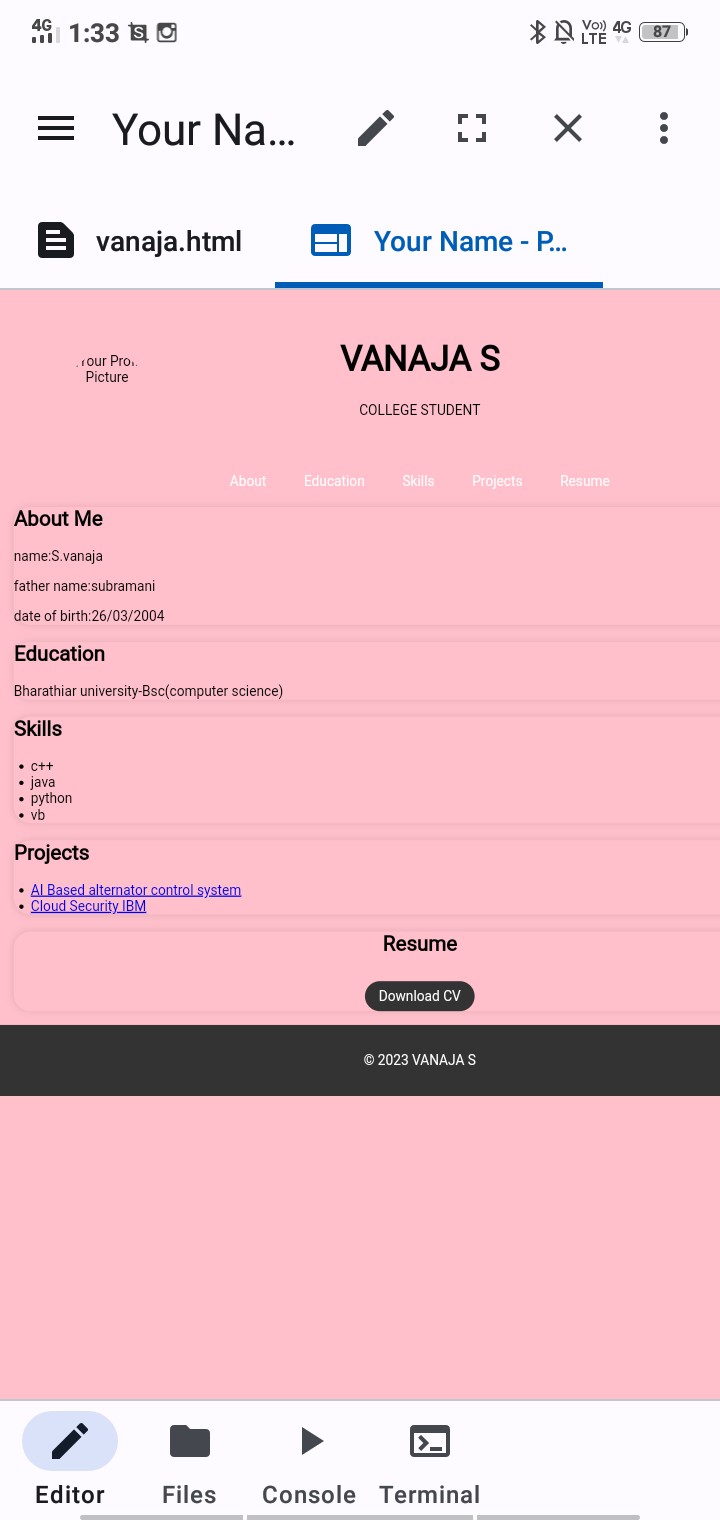 4G 1:33 Vo)) LTE 4G 87
Your Na...
vanaja.html Your Name - P...
Picture
VANAJA S
COLLEGE STUDENT
About Education Skills Projects Resume
About Me
name:S.vanaja
father name:subramani
date of birth:26/03/2004
Education
Bharathiar university-Bsc(computer science)
Skills
• c++
• java
• python
• vb
Projects
• AI Based alternator control system
• Cloud Security IBM
Resume
Download CV
© 2023 VANAJA S
Editor Files Console Terminal